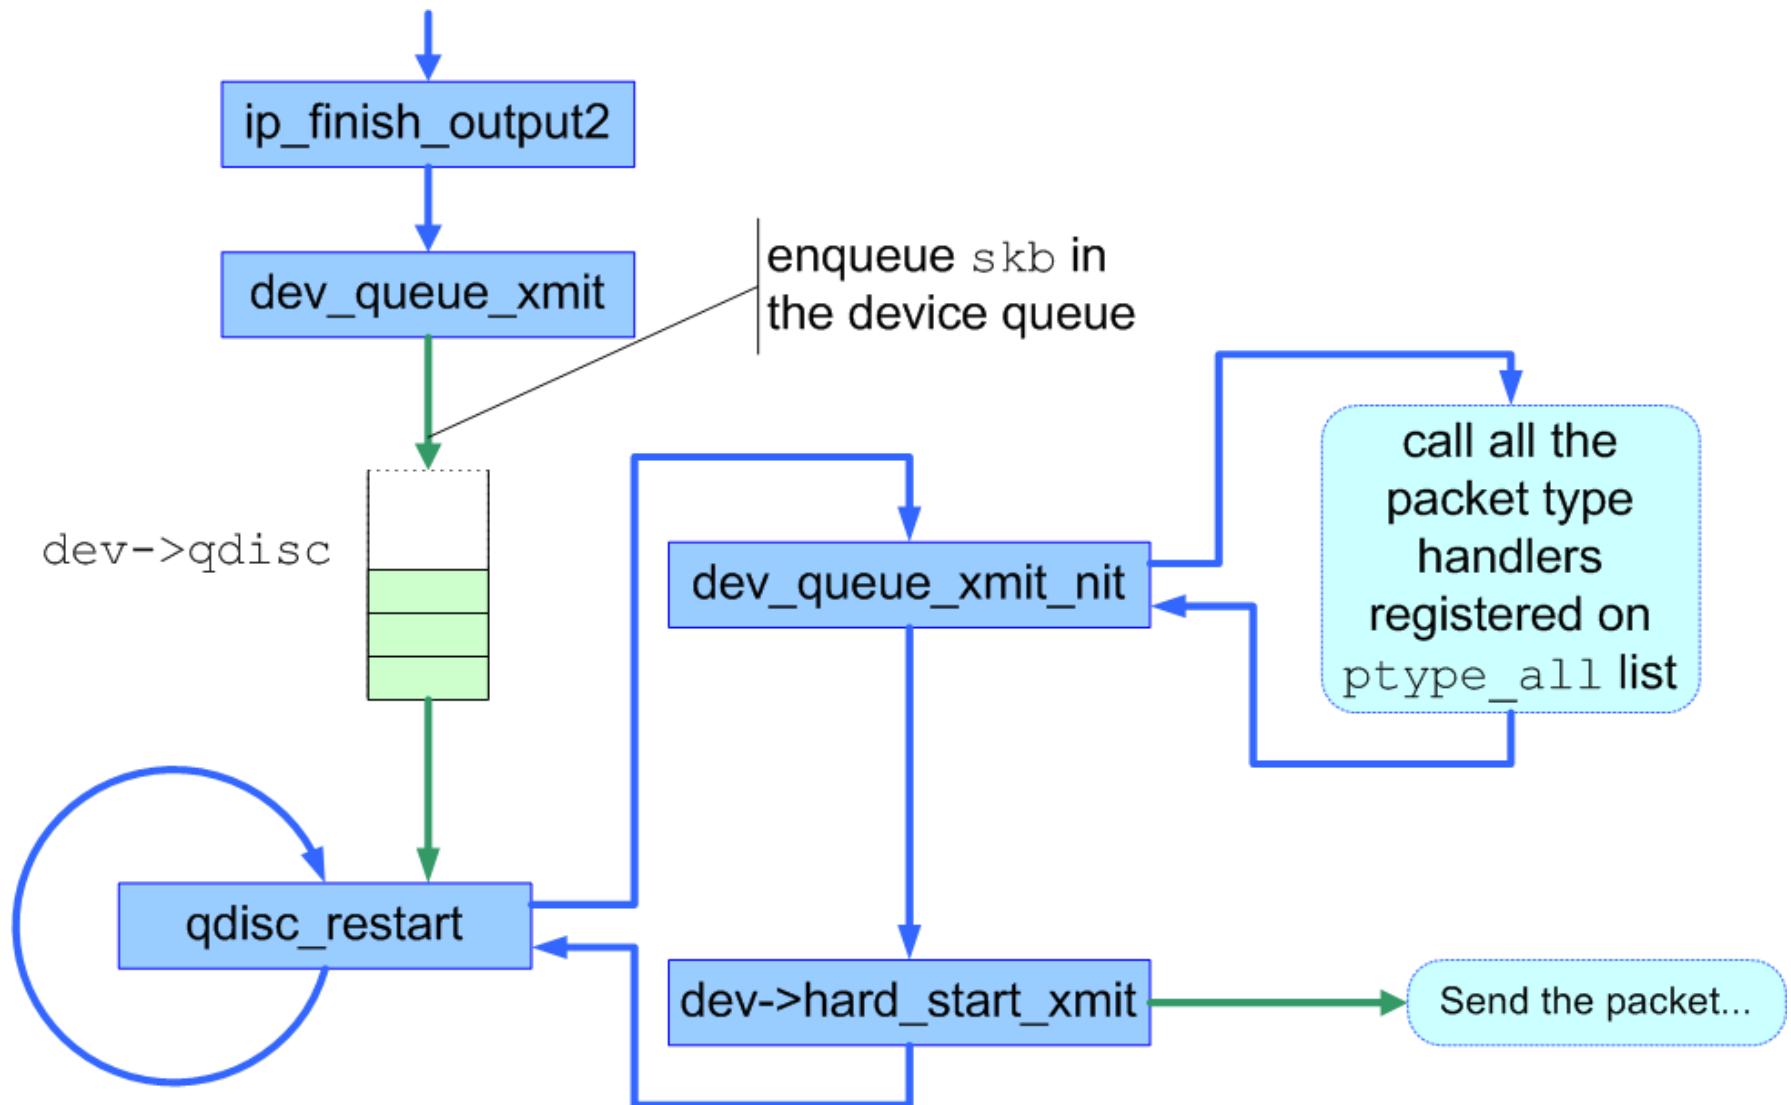 ip_finish_output2
dev_queue_xmit
enqueue skb in
the device queue
dev->qdisc
call all the
packet type
handlers
registered on
ptype_all list
dev_queue_xmit_nit
qdisc_restart
dev->hard_start_xmit
Send the packet...